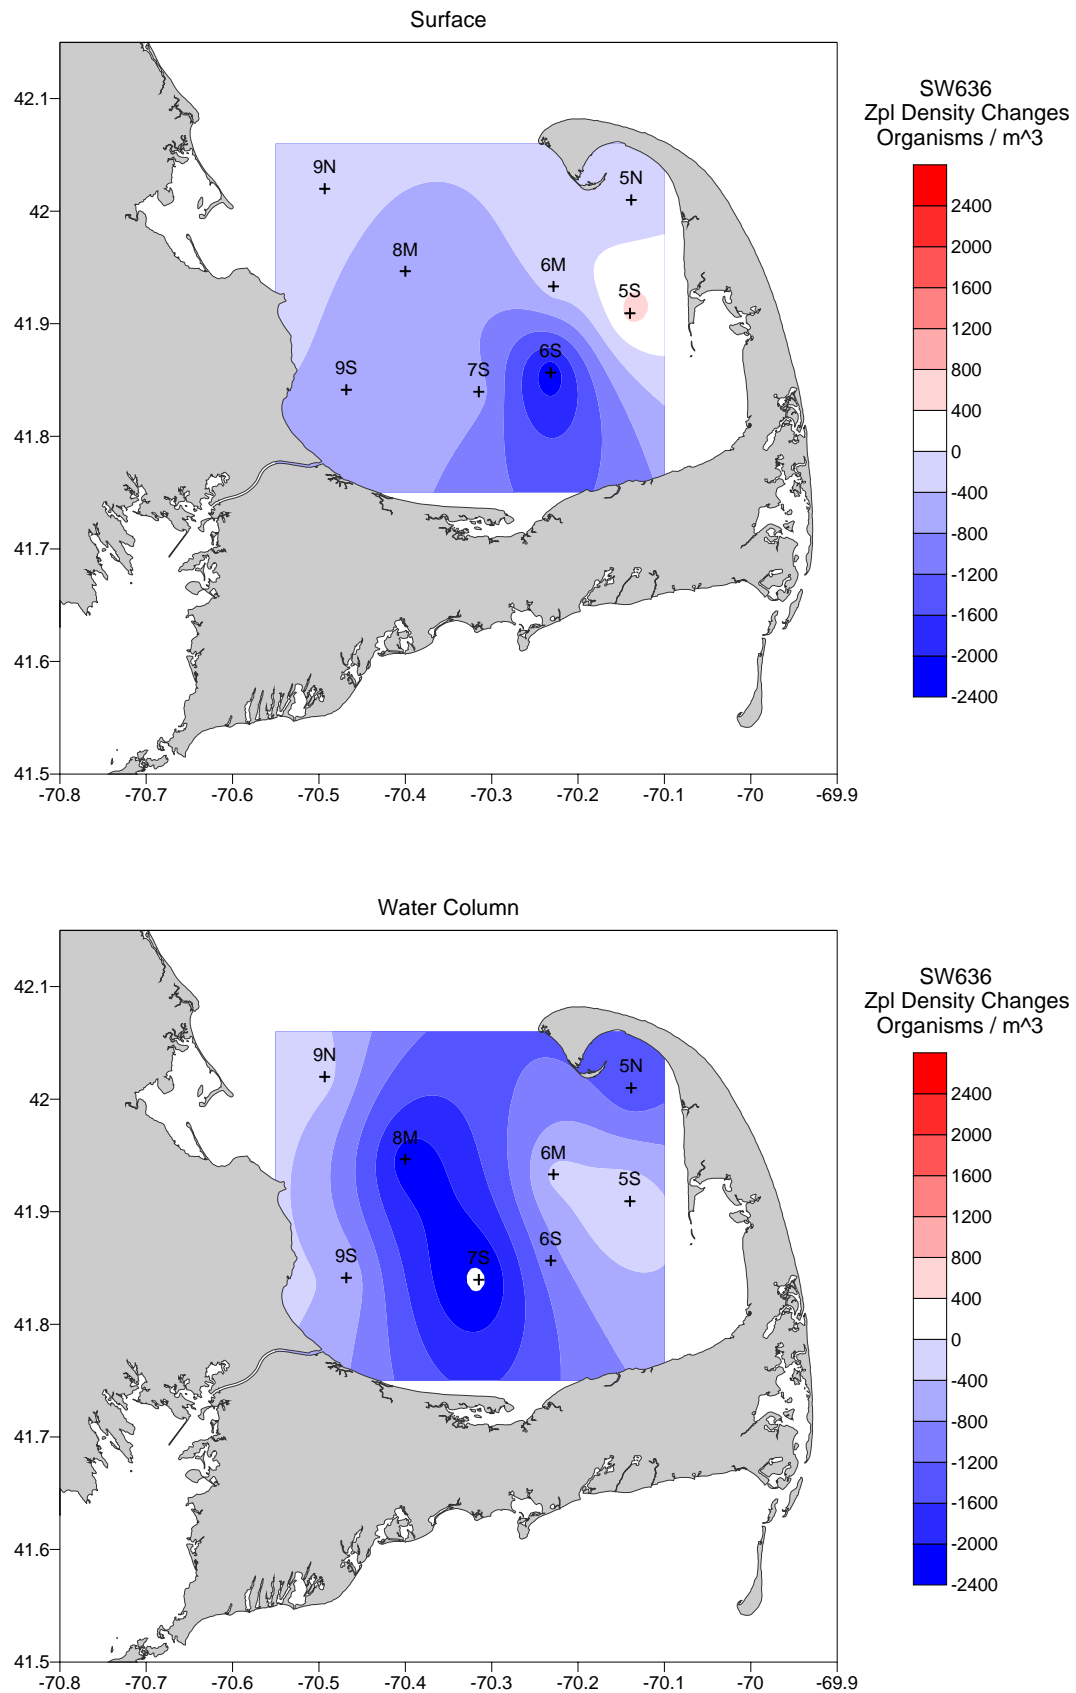 Surface
SW636
Zpl Density Changes
Organisms / m^3
42.1
42
41.9
41.8
41.7
41.6
41.5
-70.8 -70.7 -70.6 -70.5 -70.4 -70.3 -70.2 -70.1 -70 -69.9
9N
5N
8M
6M
5S
6S
9S
7S
2400
2000
1600
1200
800
400
0
-400
-800
-1200
-1600
-2000
-2400
Water Column
SW636
Zpl Density Changes
Organisms / m^3
42.1
42
41.9
41.8
41.7
41.6
41.5
-70.8 -70.7 -70.6 -70.5 -70.4 -70.3 -70.2 -70.1 -70 -69.9
9N
5N
8M
6M
5S
6S
9S
7S
2400
2000
1600
1200
800
400
0
-400
-800
-1200
-1600
-2000
-2400